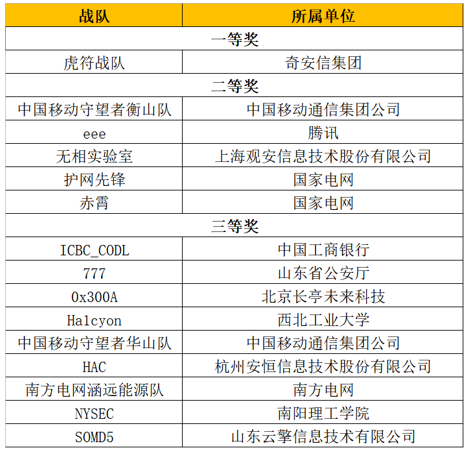 战队 所属单位
一等奖
虎符战队 奇安信集团
二等奖
中国移动守望者衡山队 中国移动通信集团公司
eee 腾讯
无相实验室 上海观安信息技术股份有限公司
护网先锋 国家电网
赤霄 国家电网
三等奖
ICBC_CODL 中国工商银行
777 山东省公安厅
0x300A 北京长亭未来科技
Halcyon 西北工业大学
中国移动守望者华山队 中国移动通信集团公司
HAC 杭州安恒信息技术股份有限公司
南方电网涵远能源队 南方电网
NYSEC 南阳理工学院
SOMD5 山东云擎信息技术有限公司